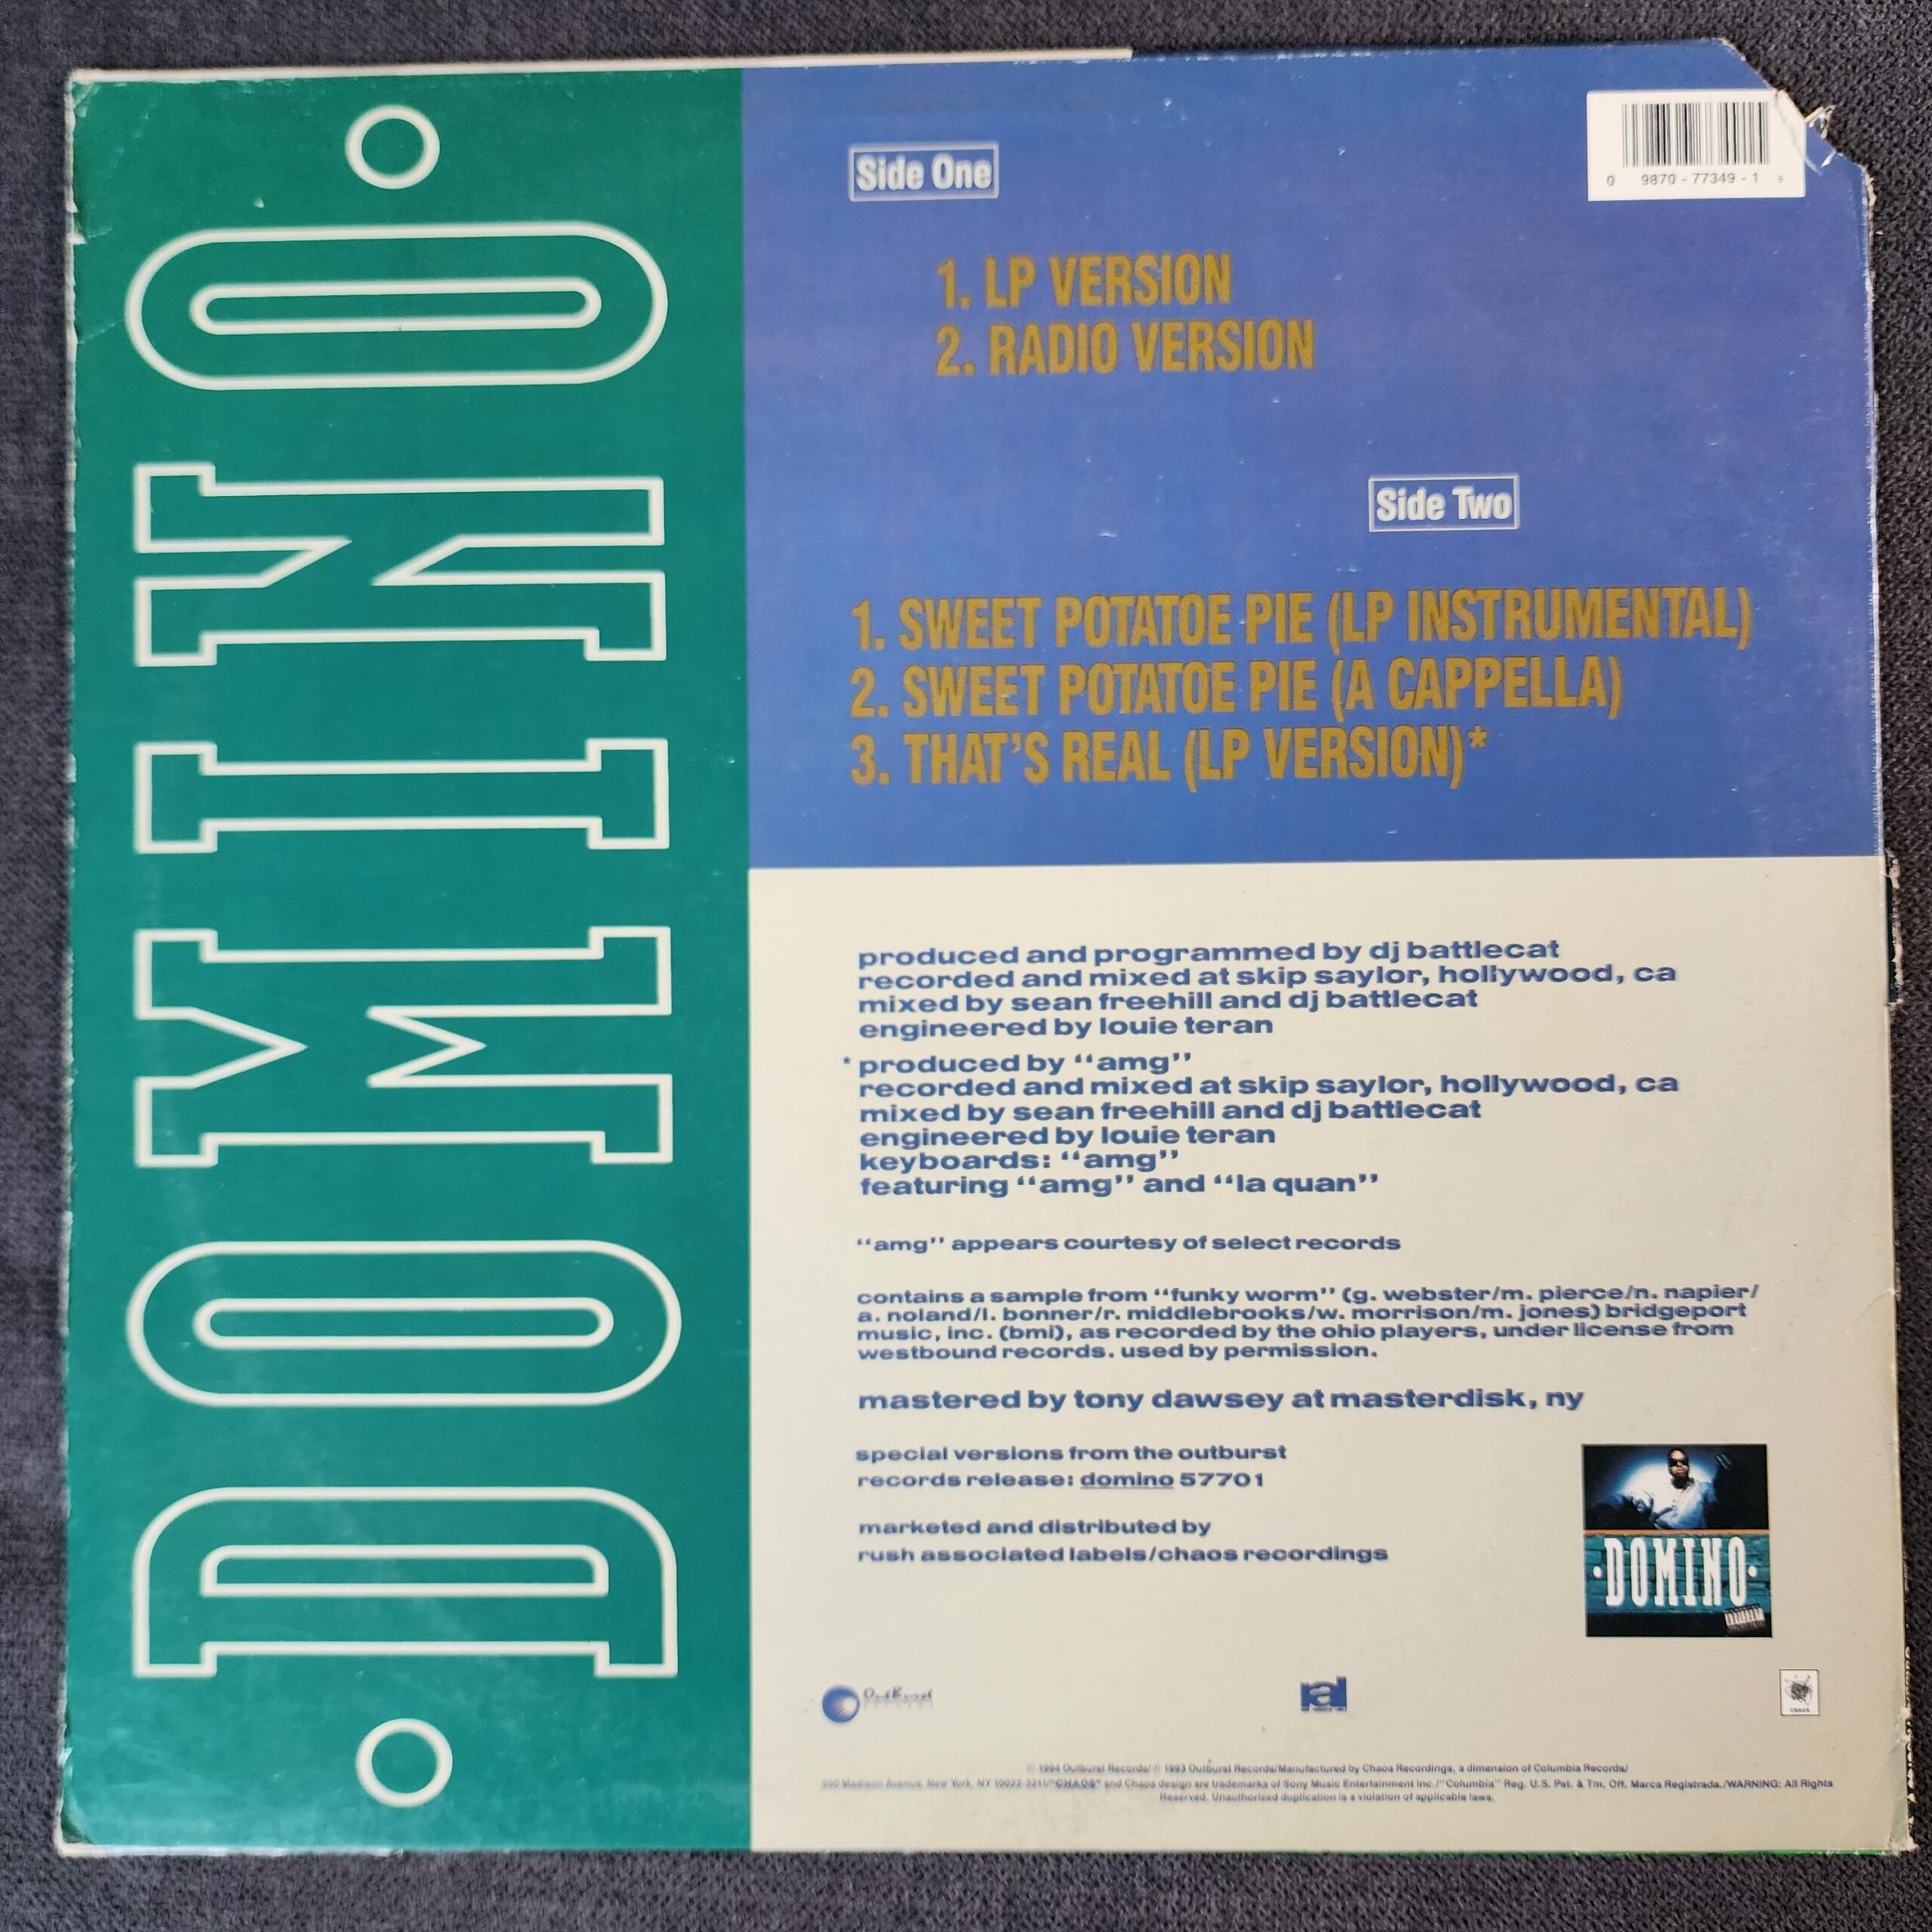 DOMINO
Side One
0 9870 - 77349 - 1 5
1. LP VERSION
2. RADIO VERSION
Side Two
1. SWEET POTATOE PIE (LP INSTRUMENTAL)
2. SWEET POTATOE PIE (A CAPPELLA)
3. THAT'S REAL (LP VERSION)*
produced and programmed by dj battlecat
recorded and mixed at skip saylor, hollywood, ca
mixed by sean freehill and dj battlecat
engineered by louie teran
* produced by "amg"
recorded and mixed at skip saylor, hollywood, ca
mixed by sean freehill and dj battlecat
engineered by louie teran
keyboards: "amg"
featuring "amg" and "la quan"
"amg" appears courtesy of select records
contains a sample from "funky worm" (g. webster/m. pierce/n. napier/
a. noland/l. bonner/r. middlebrooks/w. morrison/m. jones) bridgeport
music, inc. (bmi), as recorded by the ohio players, under license from
westbound records. used by permission.
mastered by tony dawsey at masterdisk, ny
special versions from the outburst
records release: domino 57701
marketed and distributed by
rush associated labels/chaos recordings
·DOMINO·
OutBurst
ral
CHAOS
© 1994 Outburst Records/℗ 1993 Outburst Records/Manufactured by Chaos Recordings, a dimension of Columbia Records/
550 Madison Avenue, New York, NY 10022-3211/"CHAOS" and Chaos design are trademarks of Sony Music Entertainment Inc./"Columbia" Reg. U.S. Pat. & Tm. Off. Marca Registrada./WARNING: All Rights
Reserved. Unauthorized duplication is a violation of applicable laws.